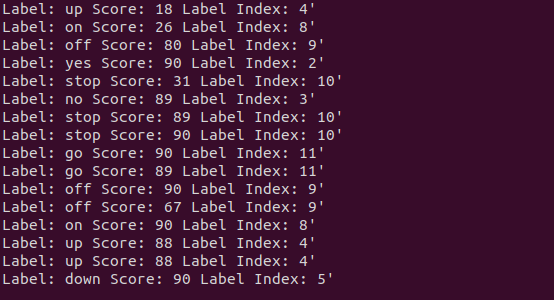 Label: up Score: 18 Label Index: 4'
Label: on Score: 26 Label Index: 8'
Label: off Score: 80 Label Index: 9'
Label: yes Score: 90 Label Index: 2'
Label: stop Score: 31 Label Index: 10'
Label: no Score: 89 Label Index: 3'
Label: stop Score: 89 Label Index: 10'
Label: stop Score: 90 Label Index: 10'
Label: go Score: 90 Label Index: 11'
Label: go Score: 89 Label Index: 11'
Label: off Score: 90 Label Index: 9'
Label: off Score: 67 Label Index: 9'
Label: on Score: 90 Label Index: 8'
Label: up Score: 88 Label Index: 4'
Label: up Score: 88 Label Index: 4'
Label: down Score: 90 Label Index: 5'